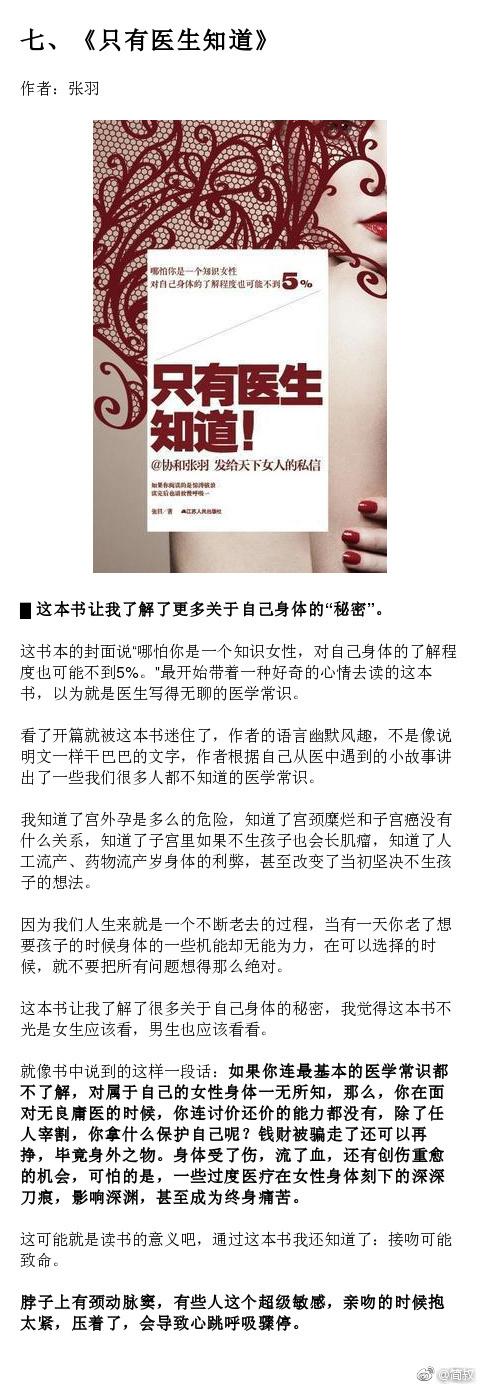 七、《只有医生知道》
作者：张羽
哪怕你是一个知识女性
对自己身体的了解程度也可能不到5%
只有医生
知道！
@协和张羽 发给天下女人的私信
如果你阅读的是惊涛骇浪
读完后也请放慢呼吸……
张羽／著
江苏人民出版社
▇ 这本书让我了解了更多关于自己身体的“秘密”。
这书本的封面说“哪怕你是一个知识女性，对自己身体的了解程
度也可能不到5%。”最开始带着一种好奇的心情去读的这本
书，以为就是医生写得无聊的医学常识。
看了开篇就被这本书迷住了，作者的语言幽默风趣，不是像说
明文一样干巴巴的文字，作者根据自己从医中遇到的小故事讲
出了一些我们很多人都不知道的医学常识。
我知道了宫外孕是多么的危险，知道了宫颈糜烂和子宫癌没有
什么关系，知道了子宫里如果不生孩子也会长肌瘤，知道了人
工流产、药物流产岁身体的利弊，甚至改变了当初坚决不生孩
子的想法。
因为我们人生来就是一个不断老去的过程，当有一天你老了想
要孩子的时候身体的一些机能却无能为力，在可以选择的时
候，就不要把所有问题想得那么绝对。
这本书让我了解了很多关于自己身体的秘密，我觉得这本书不
光是女生应该看，男生也应该看看。
就像书中说到的这样一段话：如果你连最基本的医学常识都
不了解，对属于自己的女性身体一无所知，那么，你在面
对无良庸医的时候，你连讨价还价的能力都没有，除了任
人宰割，你拿什么保护自己呢？钱财被骗走了还可以再
挣，毕竟身外之物。身体受了伤，流了血，还有创伤重愈
的机会，可怕的是，一些过度医疗在女性身体刻下的深深
刀痕，影响深渊，甚至成为终身痛苦。
这可能就是读书的意义吧，通过这本书我还知道了：接吻可能
致命。
脖子上有颈动脉窦，有些人这个超级敏感，亲吻的时候抱
太紧，压着了，会导致心跳呼吸骤停。
@简叔